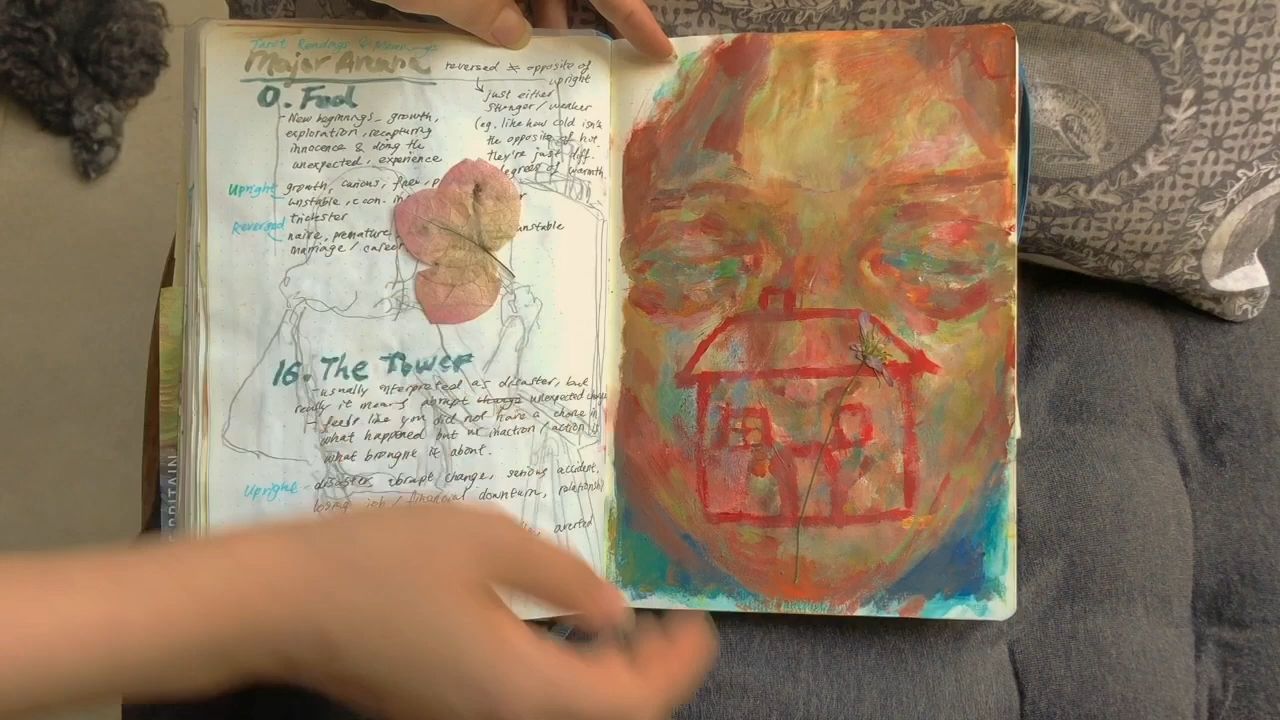 Tarot Readings & Meanings
Major Arcana
reversed ≠ opposite of
upright
just either
stronger / weaker
(eg. like how cold isn't
the opposite of hot
they're just diff.
degrees of warmth
0. Fool
- New beginnings, growth,
exploration, recapturing
innocence & doing the
unexpected, experience
Upright
growth, curious, free,
unstable,
Reversed
trickster
naive, premature
unstable
marriage / career
16. The Tower
- usually interpreted as disaster, but
really it means abrupt change unexpected
- feels like you did not have a choice in
what happened but ur inaction / action is
what brought it about.
Upright - disaster, abrupt change, serious accident,
losing job / financial downturn, relationship
averted
BRITAIN